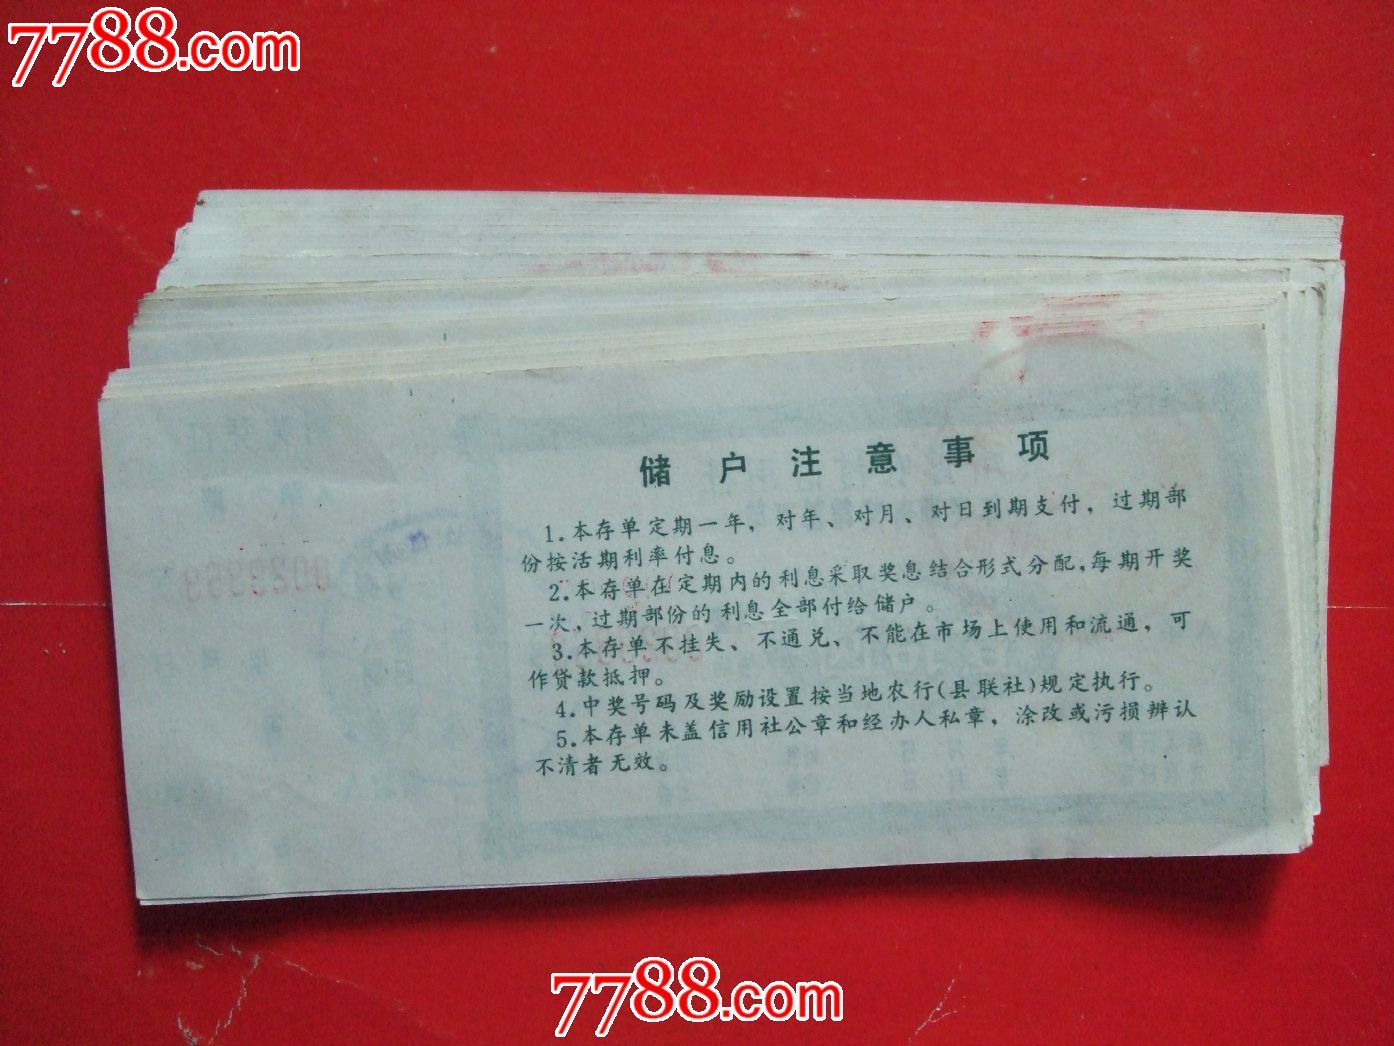 7788.com
储户注意事项
1.本存单定期一年，对年、对月、对日到期支付，过期部
份按活期利率付息。
2.本存单在定期内的利息采取奖息结合形式分配，每期开奖
一次，过期部份的利息全部付给储户。
3.本存单不挂失、不通兑、不能在市场上使用和流通，可
作贷款抵押。
4.中奖号码及奖励设置按当地农行(县联社)规定执行。
5.本存单未盖信用社公章和经办人私章，涂改或污损辨认
不清者无效。
7788.com